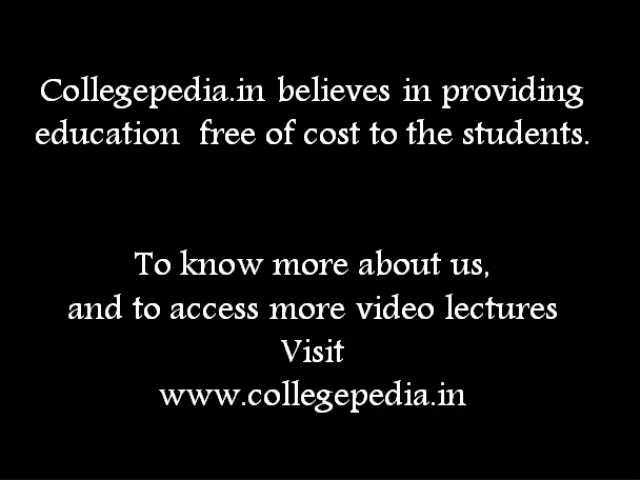 Collegepedia.in believes in providing
education  free of cost to the students.
To know more about us,
and to access more video lectures
Visit
www.collegepedia.in